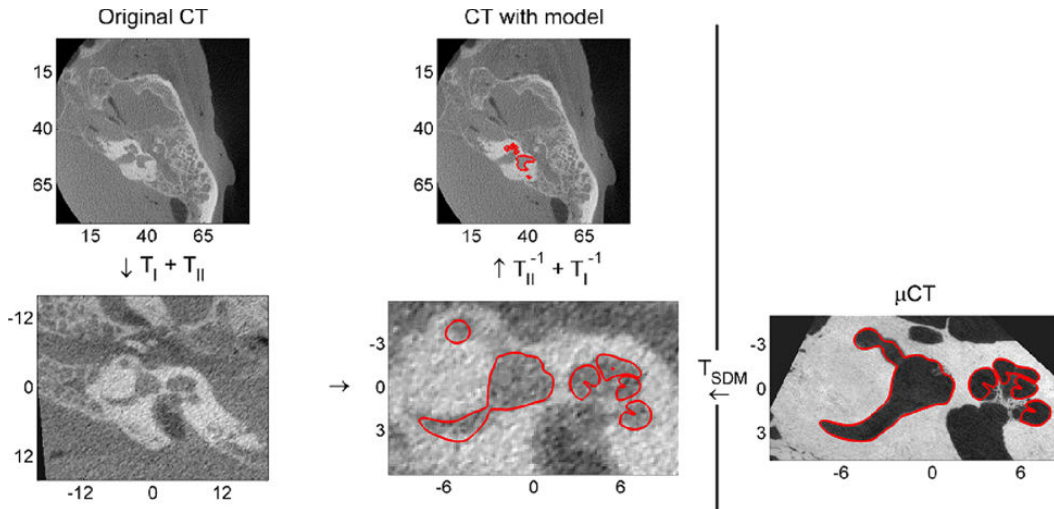 Original CT
CT with model
15
40
65
15 40 65
15
40
65
15 40 65
↓ T_I + T_II
↑ T_II^-1 + T_I^-1
-12
0
12
-12 0 12
→
-3
0
3
-6 0 6
T_SDM
←
μCT
-3
0
3
-6 0 6